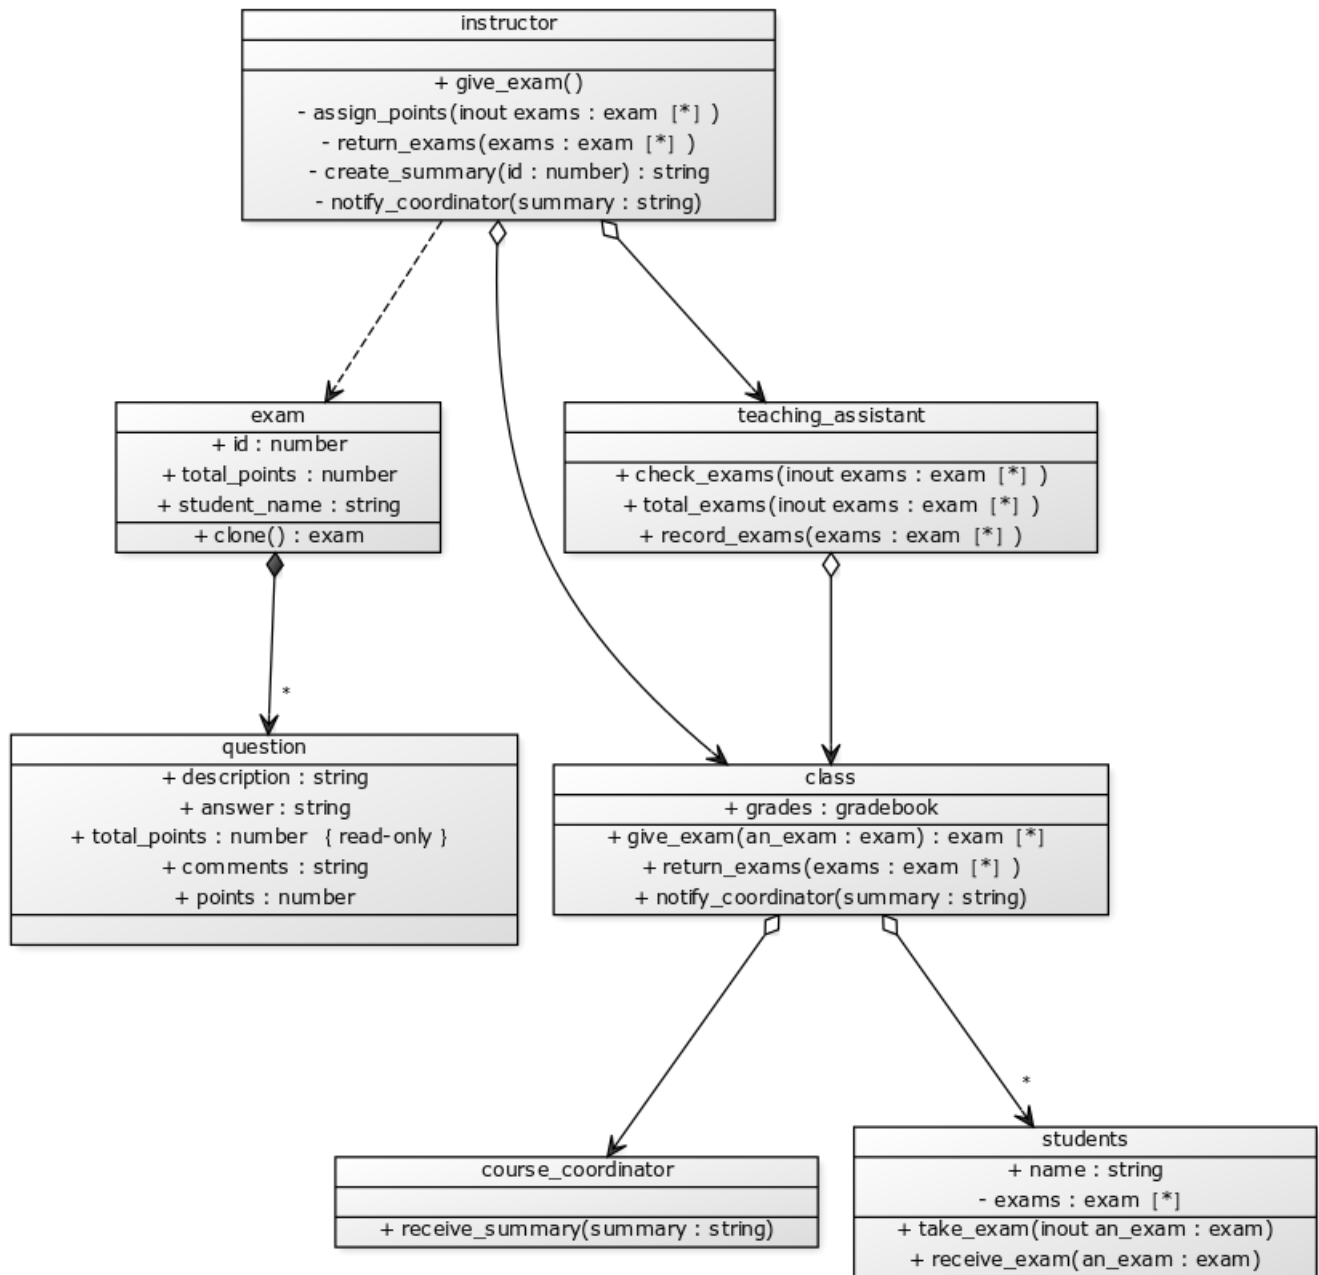 instructor
+ give_exam()
- assign_points(inout exams : exam [*] )
- return_exams(exams : exam [*] )
- create_summary(id : number) : string
- notify_coordinator(summary : string)
exam
+ id : number
+ total_points : number
+ student_name : string
+ clone() : exam
teaching_assistant
+ check_exams(inout exams : exam [*] )
+ total_exams(inout exams : exam [*] )
+ record_exams(exams : exam [*] )
*
question
+ description : string
+ answer : string
+ total_points : number { read-only }
+ comments : string
+ points : number
class
+ grades : gradebook
+ give_exam(an_exam : exam) : exam [*]
+ return_exams(exams : exam [*] )
+ notify_coordinator(summary : string)
*
course_coordinator
+ receive_summary(summary : string)
students
+ name : string
- exams : exam [*]
+ take_exam(inout an_exam : exam)
+ receive_exam(an_exam : exam)